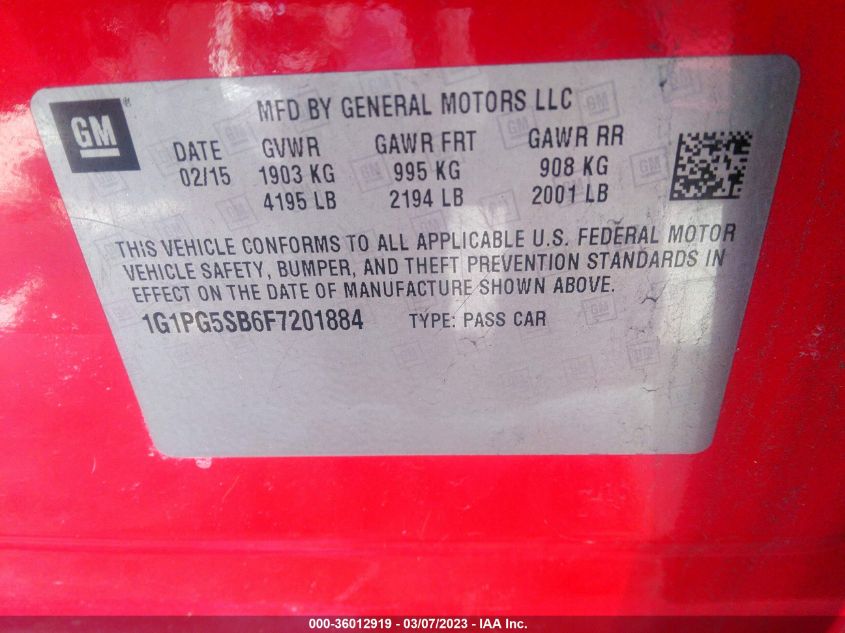 GM
MFD BY GENERAL MOTORS LLC
DATE GVWR GAWR FRT GAWR RR
02/15 1903 KG 995 KG 908 KG
4195 LB 2194 LB 2001 LB
THIS VEHICLE CONFORMS TO ALL APPLICABLE U.S. FEDERAL MOTOR
VEHICLE SAFETY, BUMPER, AND THEFT PREVENTION STANDARDS IN
EFFECT ON THE DATE OF MANUFACTURE SHOWN ABOVE.
1G1PG5SB6F7201884 TYPE: PASS CAR
000-36012919 - 03/07/2023 - IAA Inc.